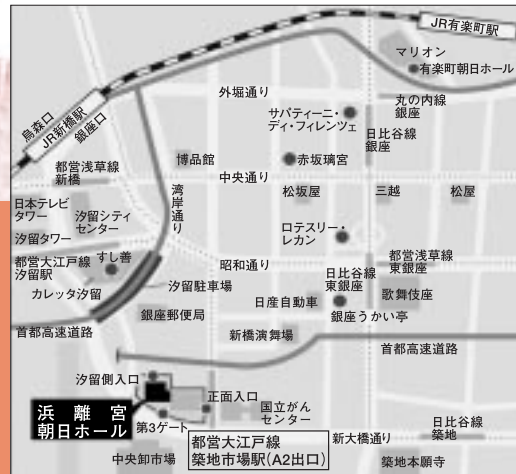 JR有楽町駅
マリオン
有楽町朝日ホール
外堀通り
丸の内線
銀座
サバティーニ・
ディ・フィレンツェ
日比谷線
銀座
烏森口
JR新橋駅
銀座口
博品館
赤坂璃宮
都営浅草線
新橋
中央通り
湾岸通り
松坂屋
三越
松屋
日本テレビ
タワー
汐留シティ
センター
汐留タワー
ロテスリー・
レカン
昭和通り
都営浅草線
東銀座
都営大江戸線
汐留駅
すし善
カレッタ汐留
汐留駐車場
日比谷線
東銀座
日産自動車
歌舞伎座
銀座郵便局
銀座うかい亭
首都高速道路
新橋演舞場
首都高速道路
汐留側入口
正面入口
浜離宮
朝日ホール
国立がん
センター
第3ゲート
都営大江戸線
築地市場駅(A2出口)
新大橋通り
日比谷線
築地
中央卸市場
築地本願寺